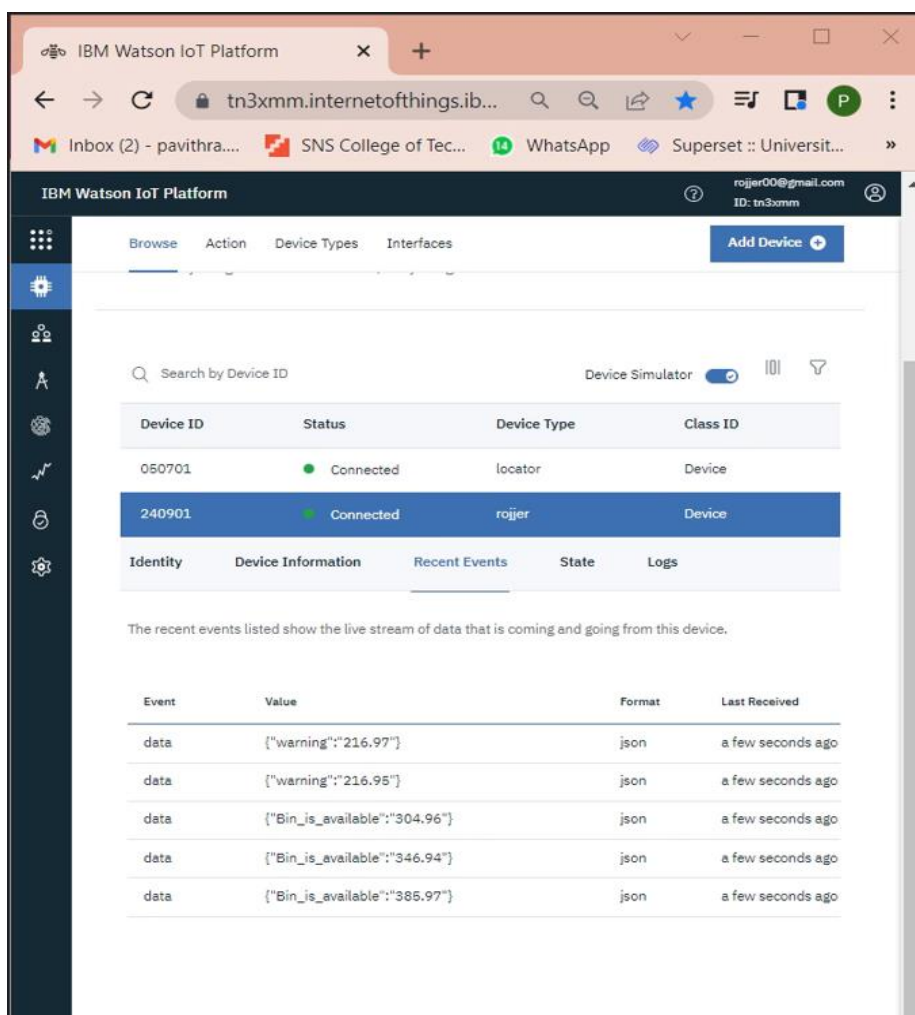 IBM Watson IoT Platform
tn3xmm.internetofthings.ib...
P
Inbox (2) - pavithra.... SNS College of Tec... 14 WhatsApp Superset :: Universit... »
IBM Watson IoT Platform
rojjer00@gmail.com
ID: tn3xmm
Browse Action Device Types Interfaces Add Device
Search by Device ID Device Simulator
Device ID Status Device Type Class ID
050701 Connected locator Device
240901 Connected rojjer Device
Identity Device Information Recent Events State Logs
The recent events listed show the live stream of data that is coming and going from this device.
Event Value Format Last Received
data {"warning":"216.97"} json a few seconds ago
data {"warning":"216.95"} json a few seconds ago
data {"Bin_is_available":"304.96"} json a few seconds ago
data {"Bin_is_available":"346.94"} json a few seconds ago
data {"Bin_is_available":"385.97"} json a few seconds ago